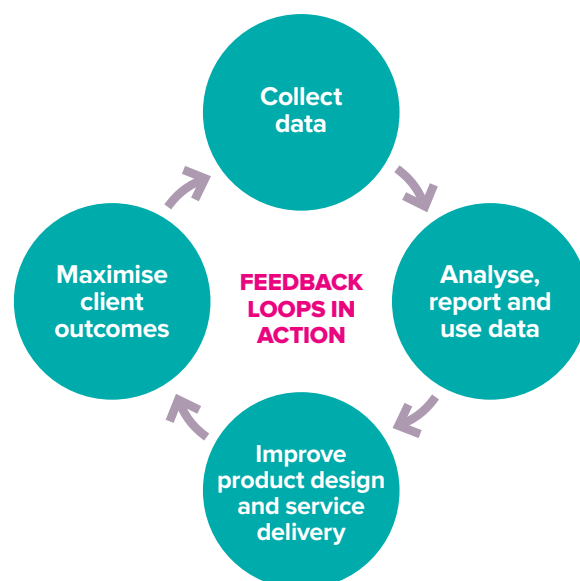 Collect
data
Analyse,
report and
use data
Improve
product design
and service
delivery
Maximise
client
outcomes
FEEDBACK
LOOPS IN
ACTION